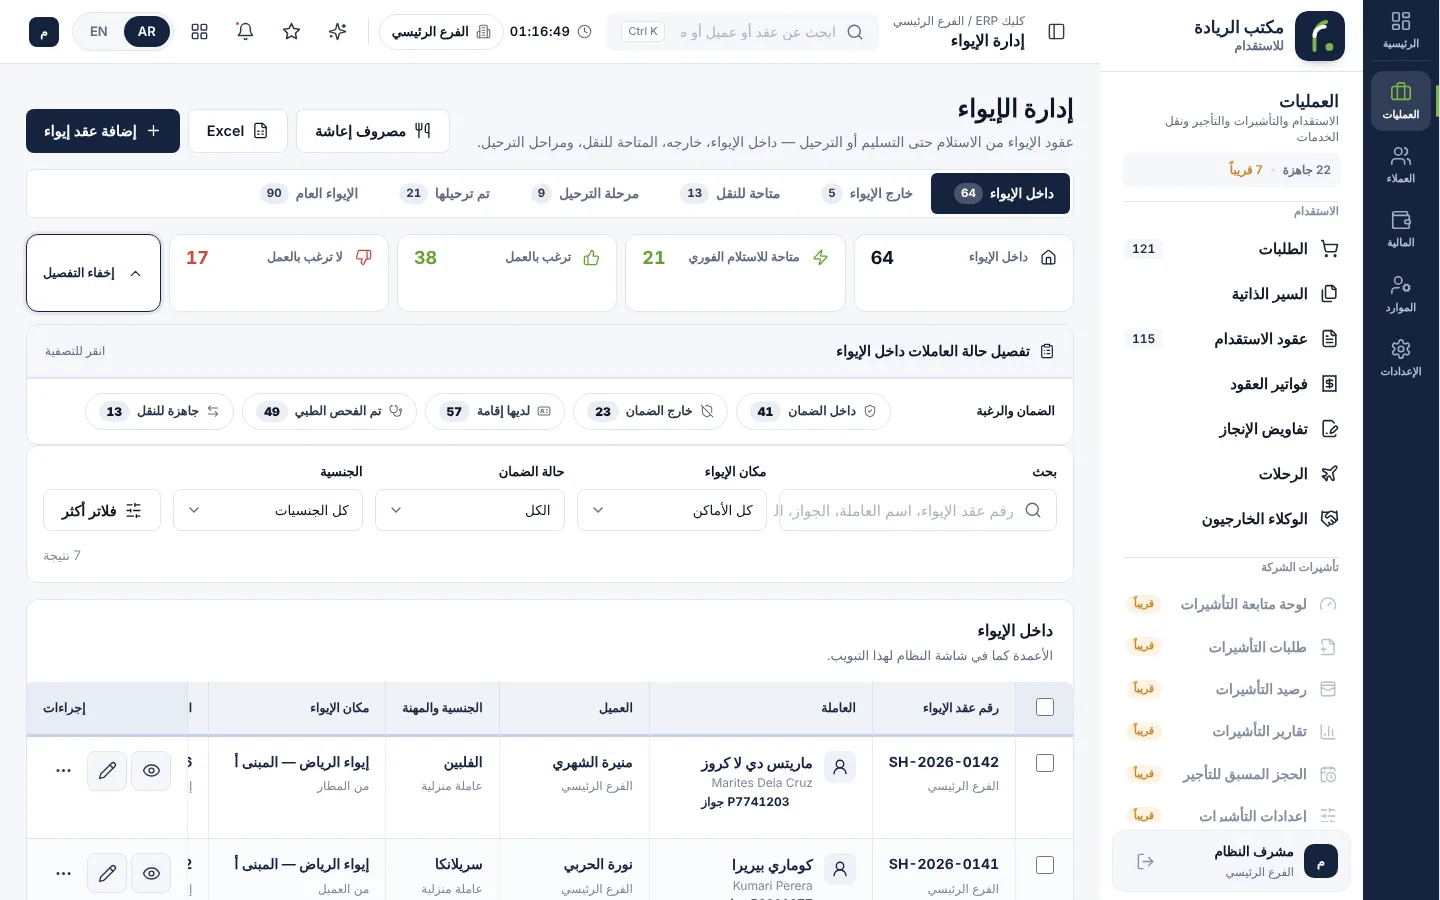 الرئيسية
العمليات
العملاء
المالية
الموارد
الإعدادات
مكتب الريادة
للاستقدام
العمليات
الاستقدام والتأشيرات والتأجير ونقل
الخدمات
22 جاهزة • 7 قريباً
الاستقدام
الطلبات 121
السير الذاتية
عقود الاستقدام 115
فواتير العقود
تفاويض الإنجاز
الرحلات
الوكلاء الخارجيون
تأشيرات الشركة
لوحة متابعة التأشيرات قريباً
طلبات التأشيرات قريباً
رصيد التأشيرات قريباً
تقارير التأشيرات قريباً
الحجز المسبق للتأجير قريباً
إعدادات التأشيرات قريباً
م
مشرف النظام
الفرع الرئيسي
كليك ERP / الفرع الرئيسي
إدارة الإيواء
ابحث عن عقد أو عميل أو Ctrl K
01:16:49
الفرع الرئيسي
AR EN
م
إدارة الإيواء
عقود الإيواء من الاستلام حتى التسليم أو الترحيل — داخل الإيواء، خارجه، المتاحة للنقل، ومراحل الترحيل.
مصروف إعاشة
Excel
إضافة عقد إيواء
داخل الإيواء 64
خارج الإيواء 5
متاحة للنقل 13
مرحلة الترحيل 9
تم ترحيلها 21
الإيواء العام 90
داخل الإيواء 64
متاحة للاستلام الفوري 21
ترغب بالعمل 38
لا ترغب بالعمل 17
إخفاء التفصيل
تفصيل حالة العاملات داخل الإيواء
انقر للتصفية
الضمان والرغبة
داخل الضمان 41
خارج الضمان 23
لديها إقامة 57
تم الفحص الطبي 49
جاهزة للنقل 13
بحث
مكان الإيواء
حالة الضمان
الجنسية
رقم عقد الإيواء، اسم العاملة، الجواز،
كل الأماكن
الكل
كل الجنسيات
فلاتر أكثر
7 نتيجة
داخل الإيواء
الأعمدة كما في شاشة النظام لهذا التبويب.
رقم عقد الإيواء
العاملة
العميل
الجنسية والمهنة
مكان الإيواء
إجراءات
SH-2026-0142
الفرع الرئيسي
ماريتس دي لا كروز
Marites Dela Cruz
جواز P7741203
منيرة الشهري
الفرع الرئيسي
الفلبين
عاملة منزلية
إيواء الرياض — المبنى أ
من المطار
SH-2026-0141
الفرع الرئيسي
كوماري بيريرا
Kumari Perera
نورة الحربي
الفرع الرئيسي
سريلانكا
عاملة منزلية
إيواء الرياض — المبنى أ
من العميل